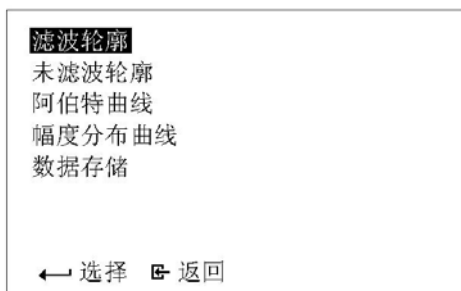 滤波轮廓
未滤波轮廓
阿伯特曲线
幅度分布曲线
数据存储
选择 返回